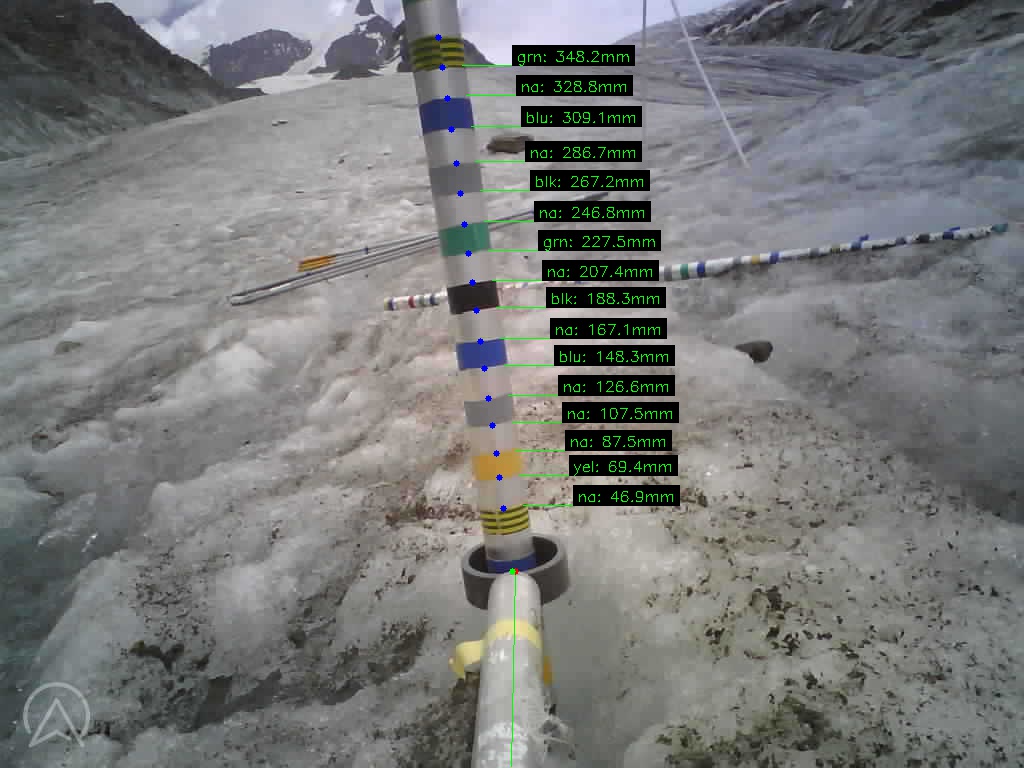 grn: 348.2mm
na: 328.8mm
blu: 309.1mm
na: 286.7mm
blk: 267.2mm
na: 246.8mm
grn: 227.5mm
na: 207.4mm
blk: 188.3mm
na: 167.1mm
blu: 148.3mm
na: 126.6mm
na: 107.5mm
na: 87.5mm
yel: 69.4mm
na: 46.9mm